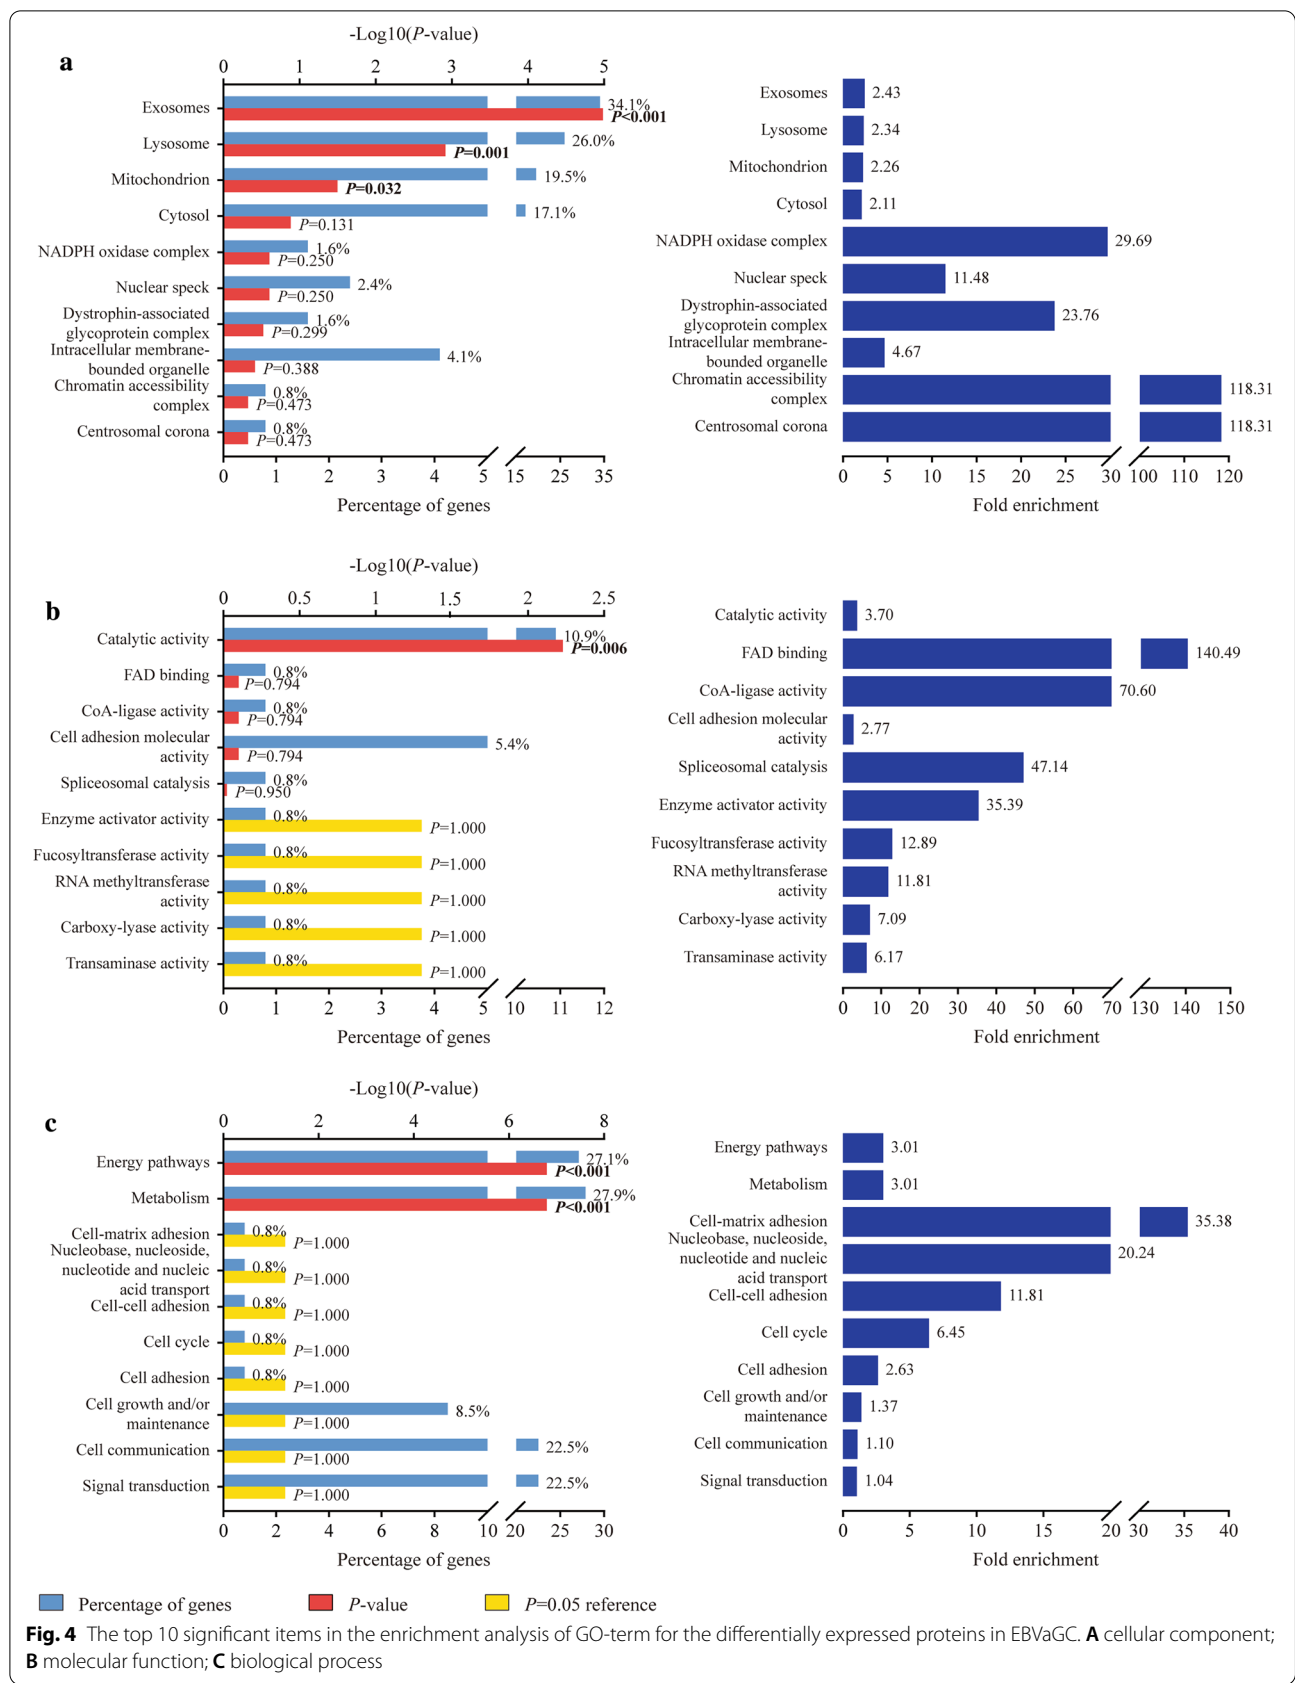 a
-Log10(P-value)
0 1 2 3 4 5
Exosomes 34.1%
P<0.001
Lysosome 26.0%
P=0.001
Mitochondrion 19.5%
P=0.032
Cytosol 17.1%
P=0.131
NADPH oxidase complex 1.6%
P=0.250
Nuclear speck 2.4%
P=0.250
Dystrophin-associated
glycoprotein complex 1.6%
P=0.299
Intracellular membrane-
bounded organelle 4.1%
P=0.388
Chromatin accessibility
complex 0.8%
P=0.473
Centrosomal corona 0.8%
P=0.473
0 1 2 3 4 5 15 25 35
Percentage of genes
Exosomes 2.43
Lysosome 2.34
Mitochondrion 2.26
Cytosol 2.11
NADPH oxidase complex 29.69
Nuclear speck 11.48
Dystrophin-associated
glycoprotein complex 23.76
Intracellular membrane-
bounded organelle 4.67
Chromatin accessibility
complex 118.31
Centrosomal corona 118.31
0 5 10 15 20 25 30 100 110 120
Fold enrichment
b
-Log10(P-value)
0 0.5 1 1.5 2 2.5
Catalytic activity 10.9%
P=0.006
FAD binding 0.8%
P=0.794
CoA-ligase activity 0.8%
P=0.794
Cell adhesion molecular
activity 5.4%
P=0.794
Spliceosomal catalysis 0.8%
P=0.950
Enzyme activator activity 0.8%
P=1.000
Fucosyltransferase activity 0.8%
P=1.000
RNA methyltransferase
activity 0.8%
P=1.000
Carboxy-lyase activity 0.8%
P=1.000
Transaminase activity 0.8%
P=1.000
0 1 2 3 4 5 10 11 12
Percentage of genes
Catalytic activity 3.70
FAD binding 140.49
CoA-ligase activity 70.60
Cell adhesion molecular
activity 2.77
Spliceosomal catalysis 47.14
Enzyme activator activity 35.39
Fucosyltransferase activity 12.89
RNA methyltransferase
activity 11.81
Carboxy-lyase activity 7.09
Transaminase activity 6.17
0 10 20 30 40 50 60 70 130 140 150
Fold enrichment
c
-Log10(P-value)
0 2 4 6 8
Energy pathways 27.1%
P<0.001
Metabolism 27.9%
P<0.001
Cell-matrix adhesion 0.8%
P=1.000
Nucleobase, nucleoside,
nucleotide and nucleic 0.8%
acid transport P=1.000
Cell-cell adhesion 0.8%
P=1.000
Cell cycle 0.8%
P=1.000
Cell adhesion 0.8%
P=1.000
Cell growth and/or
maintenance 8.5%
P=1.000
Cell communication 22.5%
P=1.000
Signal transduction 22.5%
P=1.000
0 2 4 6 8 10 20 25 30
Percentage of genes
Energy pathways 3.01
Metabolism 3.01
Cell-matrix adhesion 35.38
Nucleobase, nucleoside,
nucleotide and nucleic 20.24
acid transport
Cell-cell adhesion 11.81
Cell cycle 6.45
Cell adhesion 2.63
Cell growth and/or
maintenance 1.37
Cell communication 1.10
Signal transduction 1.04
0 5 10 15 20 30 35 40
Fold enrichment
Percentage of genes P-value P=0.05 reference
Fig. 4 The top 10 significant items in the enrichment analysis of GO-term for the differentially expressed proteins in EBVaGC. A cellular component;
B molecular function; C biological process